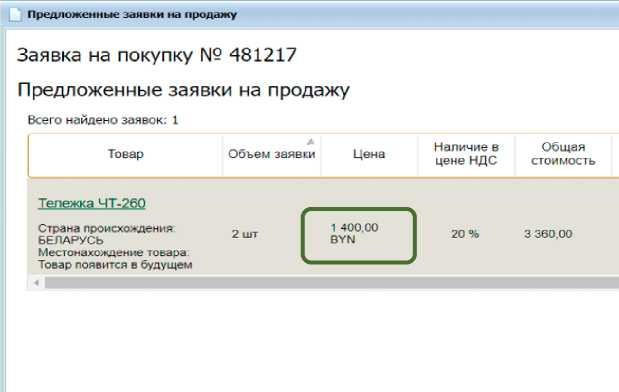 Предложенные заявки на продажу
Заявка на покупку № 481217
Предложенные заявки на продажу
Всего найдено заявок: 1
Товар
Объем заявки
Цена
Наличие в
цене НДС
Общая
стоимость
Тележка ЧТ-260
Страна происхождения:
БЕЛАРУСЬ
Местонахождение товара:
Товар появится в будущем
2 шт
1 400,00
BYN
20 %
3 360,00